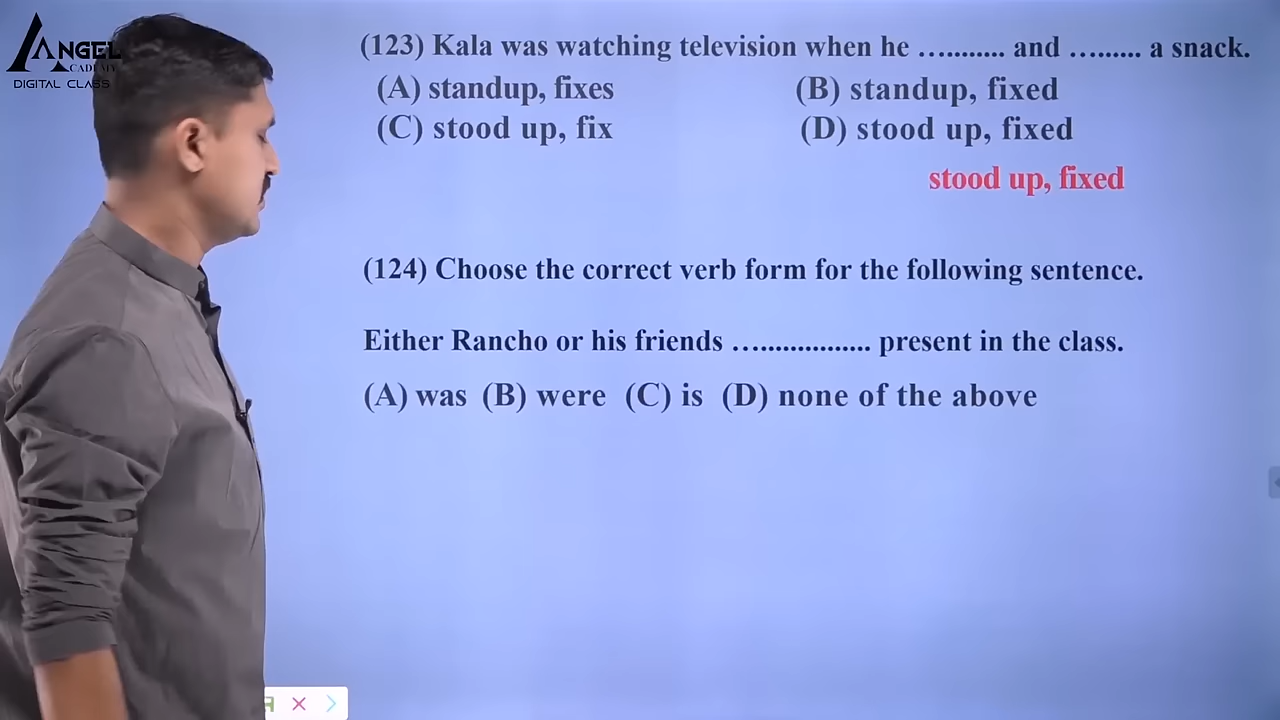 ANGEL
ACADEMY
DIGITAL CLASS
(123) Kala was watching television when he ............ and .......... a snack.
(A) standup, fixes (B) standup, fixed
(C) stood up, fix (D) stood up, fixed
stood up, fixed
(124) Choose the correct verb form for the following sentence.
Either Rancho or his friends .................. present in the class.
(A) was (B) were (C) is (D) none of the above